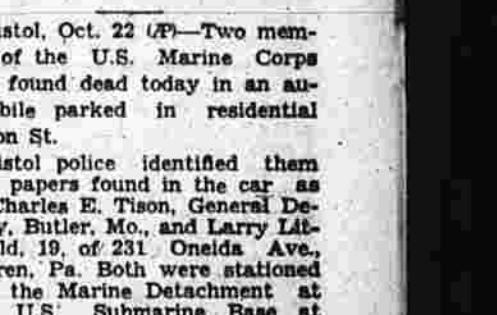 istol, Oct. 22 (AP)—Two mem-
of the U.S. Marine Corps
found dead today in an au-
bile parked in residential
on St.
istol police identified them
papers found in the car as
Charles E. Tison, General De-
y, Butler, Mo., and Larry Lit-
ld, 19, of 231 Oneida Ave.,
ren, Pa. Both were stationed
the Marine Detachment at
U.S. Submarine Base at